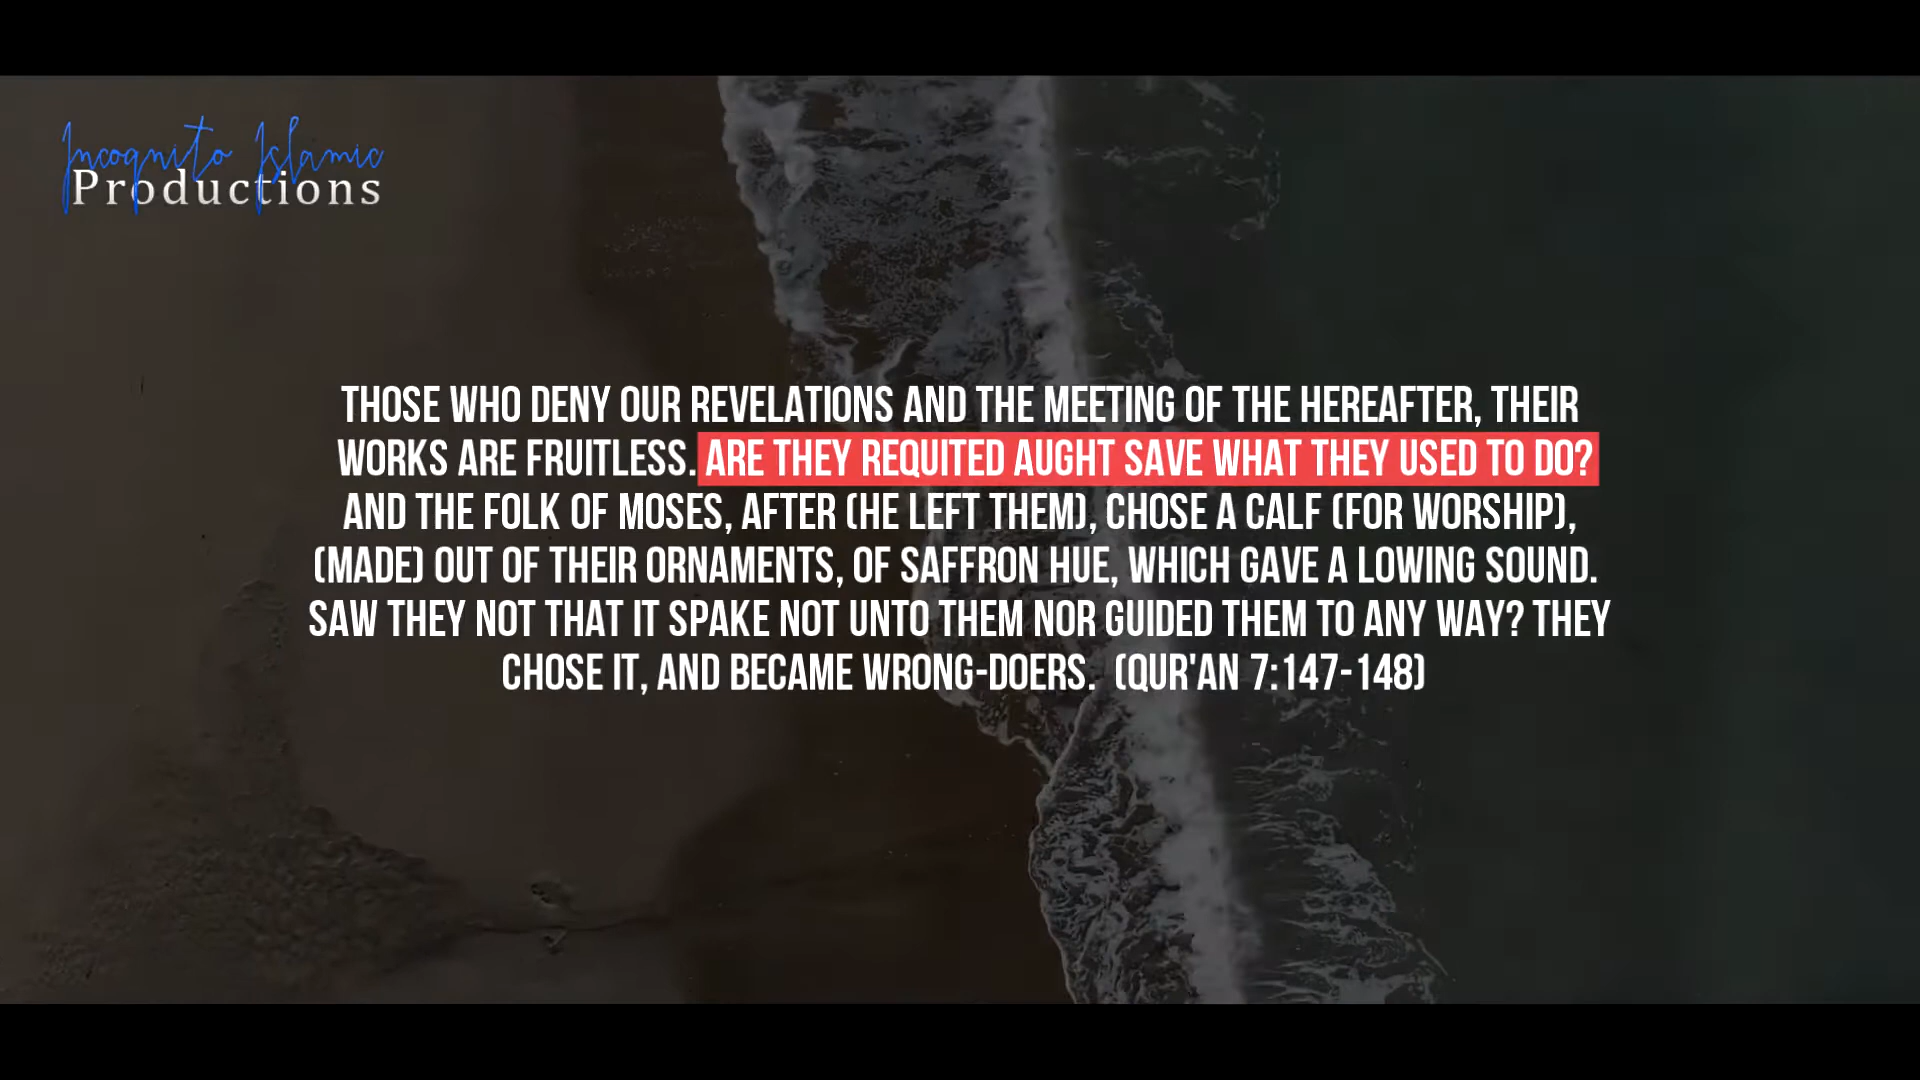 Incognito Islamic
Productions
THOSE WHO DENY OUR REVELATIONS AND THE MEETING OF THE HEREAFTER, THEIR
WORKS ARE FRUITLESS. ARE THEY REQUITED AUGHT SAVE WHAT THEY USED TO DO?
AND THE FOLK OF MOSES, AFTER (HE LEFT THEM), CHOSE A CALF (FOR WORSHIP),
(MADE) OUT OF THEIR ORNAMENTS, OF SAFFRON HUE, WHICH GAVE A LOWING SOUND.
SAW THEY NOT THAT IT SPAKE NOT UNTO THEM NOR GUIDED THEM TO ANY WAY? THEY
CHOSE IT, AND BECAME WRONG-DOERS. (QUR'AN 7:147-148)